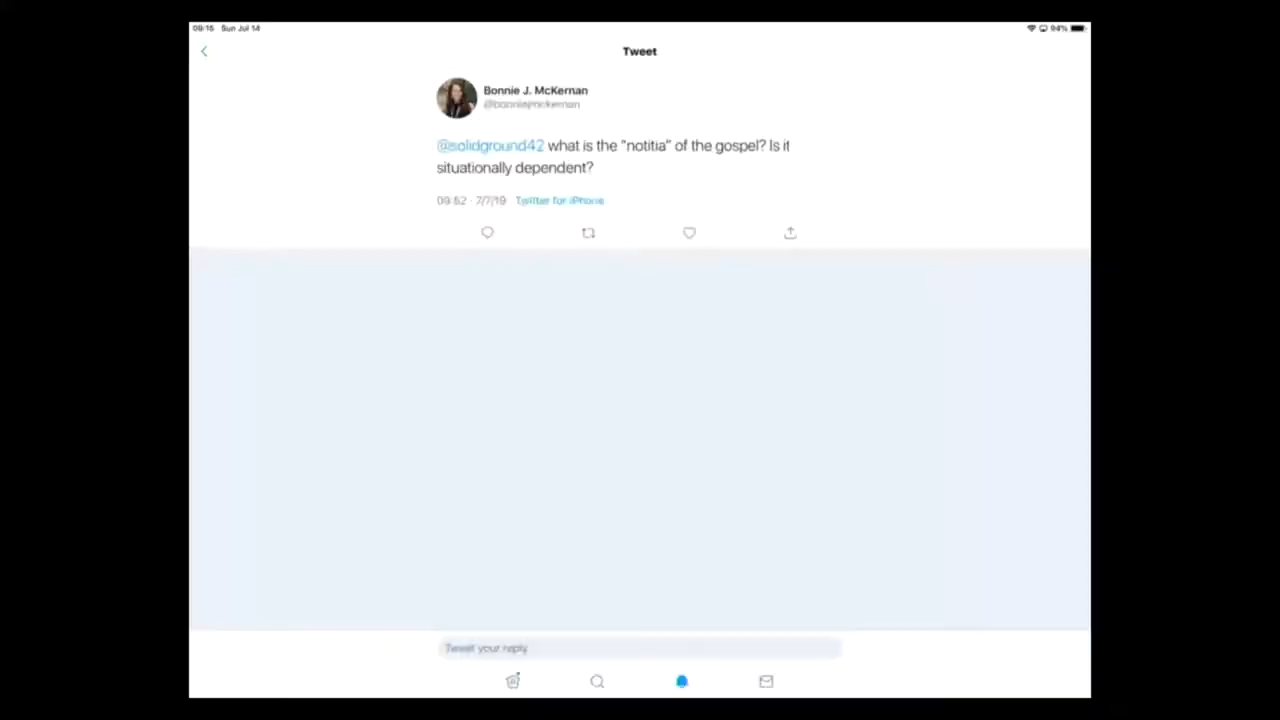 09:15 Sun Jul 14
94%
Tweet
Bonnie J. McKernan
@bonniejmckernan
@solidground42 what is the "notitia" of the gospel? Is it
situationally dependent?
09:52 · 7/7/19 Twitter for iPhone
Tweet your reply